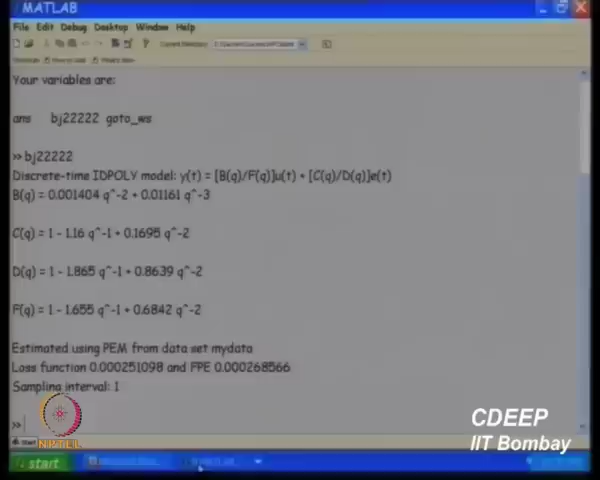 MATLAB
File Edit Debug Desktop Window Help
Your variables are:
ans bj22222 goto_ws
>> bj22222
Discrete-time IDPOLY model: y(t) = [B(q)/F(q)]u(t) + [C(q)/D(q)]e(t)
B(q) = 0.001404 q^-2 + 0.01161 q^-3
C(q) = 1 - 1.16 q^-1 + 0.1695 q^-2
D(q) = 1 - 1.865 q^-1 + 0.8639 q^-2
F(q) = 1 - 1.655 q^-1 + 0.6842 q^-2
Estimated using PEM from data set mydata
Loss function 0.000251098 and FPE 0.000268566
Sampling interval: 1
>>
NPTEL
CDEEP
IIT Bombay
Start
start